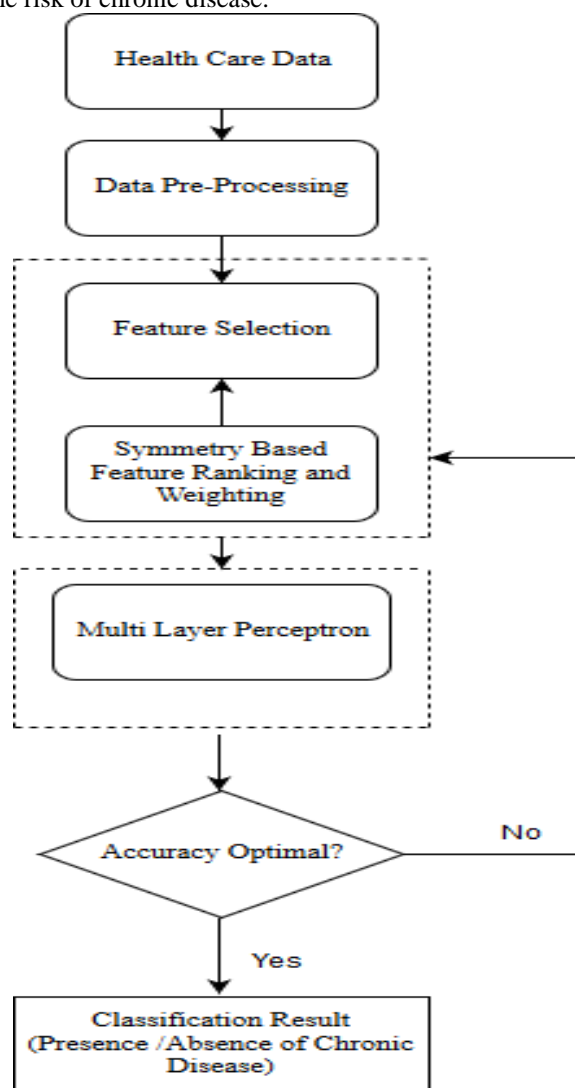 risk of chronic disease.
Health Care Data
Data Pre-Processing
Feature Selection
Symmetry Based
Feature Ranking and
Weighting
Multi Layer Perceptron
Accuracy Optimal?
No
Yes
Classification Result
(Presence /Absence of Chronic
Disease)